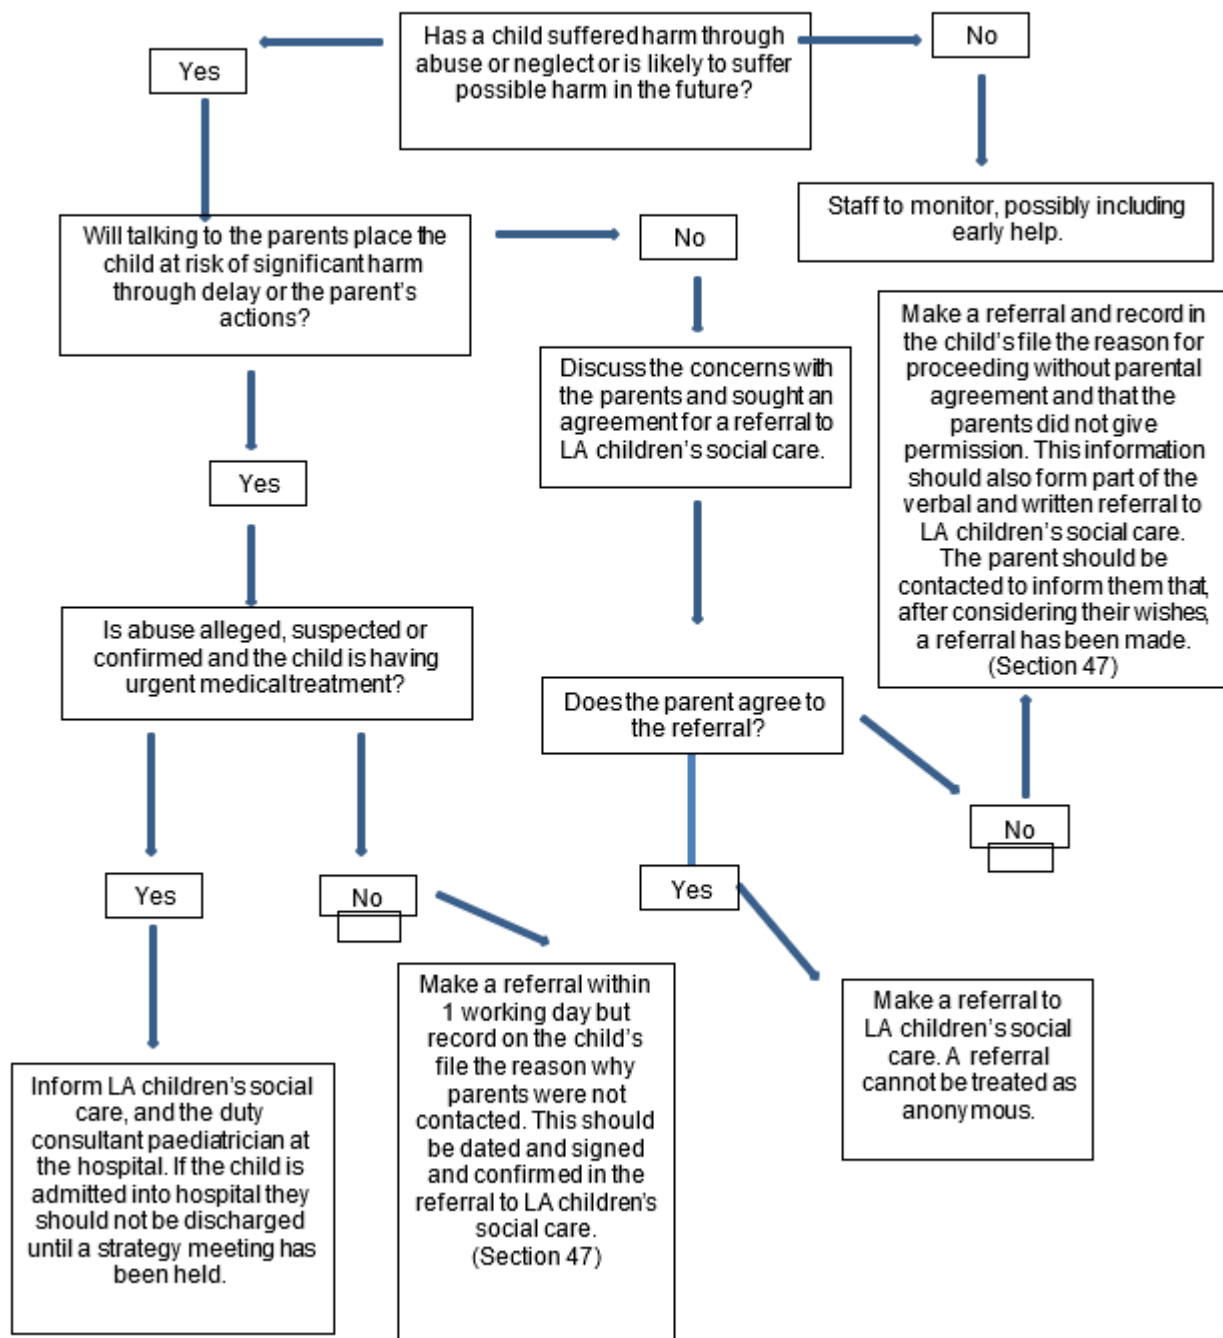 Has a child suffered harm through
abuse or neglect or is likely to suffer
possible harm in the future?
No
Yes
Staff to monitor, possibly including
early help.
Will talking to the parents place the
child at risk of significant harm
through delay or the parent’s
actions?
No
Discuss the concerns with
the parents and sought an
agreement for a referral to
LA children’s social care.
Make a referral and record in
the child’s file the reason for
proceeding without parental
agreement and that the
parents did not give
permission. This information
should also form part of the
verbal and written referral to
LA children’s social care.
The parent should be
contacted to inform them that,
after considering their wishes,
a referral has been made.
(Section 47)
Yes
Is abuse alleged, suspected or
confirmed and the child is having
urgent medical treatment?
Does the parent agree to
the referral?
No
Yes
No
Yes
Make a referral within
1 working day but
record on the child’s
file the reason why
parents were not
contacted. This should
be dated and signed
and confirmed in the
referral to LA children’s
social care.
(Section 47)
Make a referral to
LA children’s social
care. A referral
cannot be treated as
anonymous.
Inform LA children’s social
care, and the duty
consultant paediatrician at
the hospital. If the child is
admitted into hospital they
should not be discharged
until a strategy meeting has
been held.